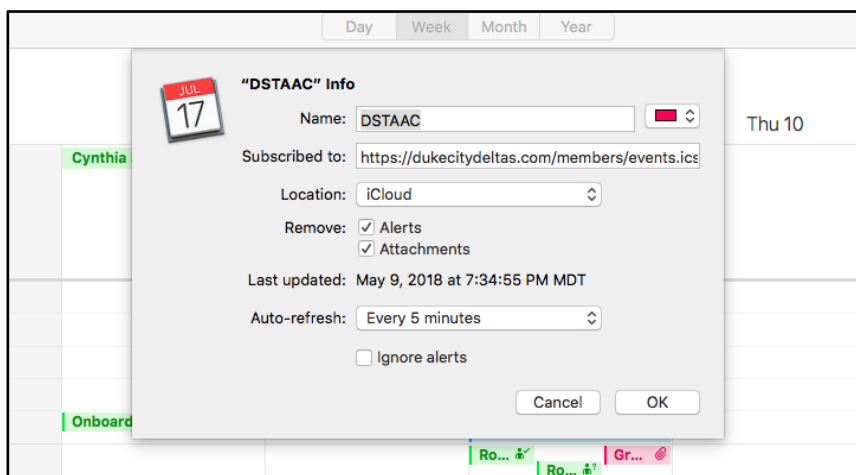 Day Week Month Year
JUL
17
“DSTAAC” Info
Name: DSTAAC
Thu 10
Subscribed to: https://dukecitydeltas.com/members/events.ics
Cynthia
Location: iCloud
Remove: Alerts
Attachments
Last updated: May 9, 2018 at 7:34:55 PM MDT
Auto-refresh: Every 5 minutes
Ignore alerts
Cancel OK
Onboard
Ro... Gr...
Ro...